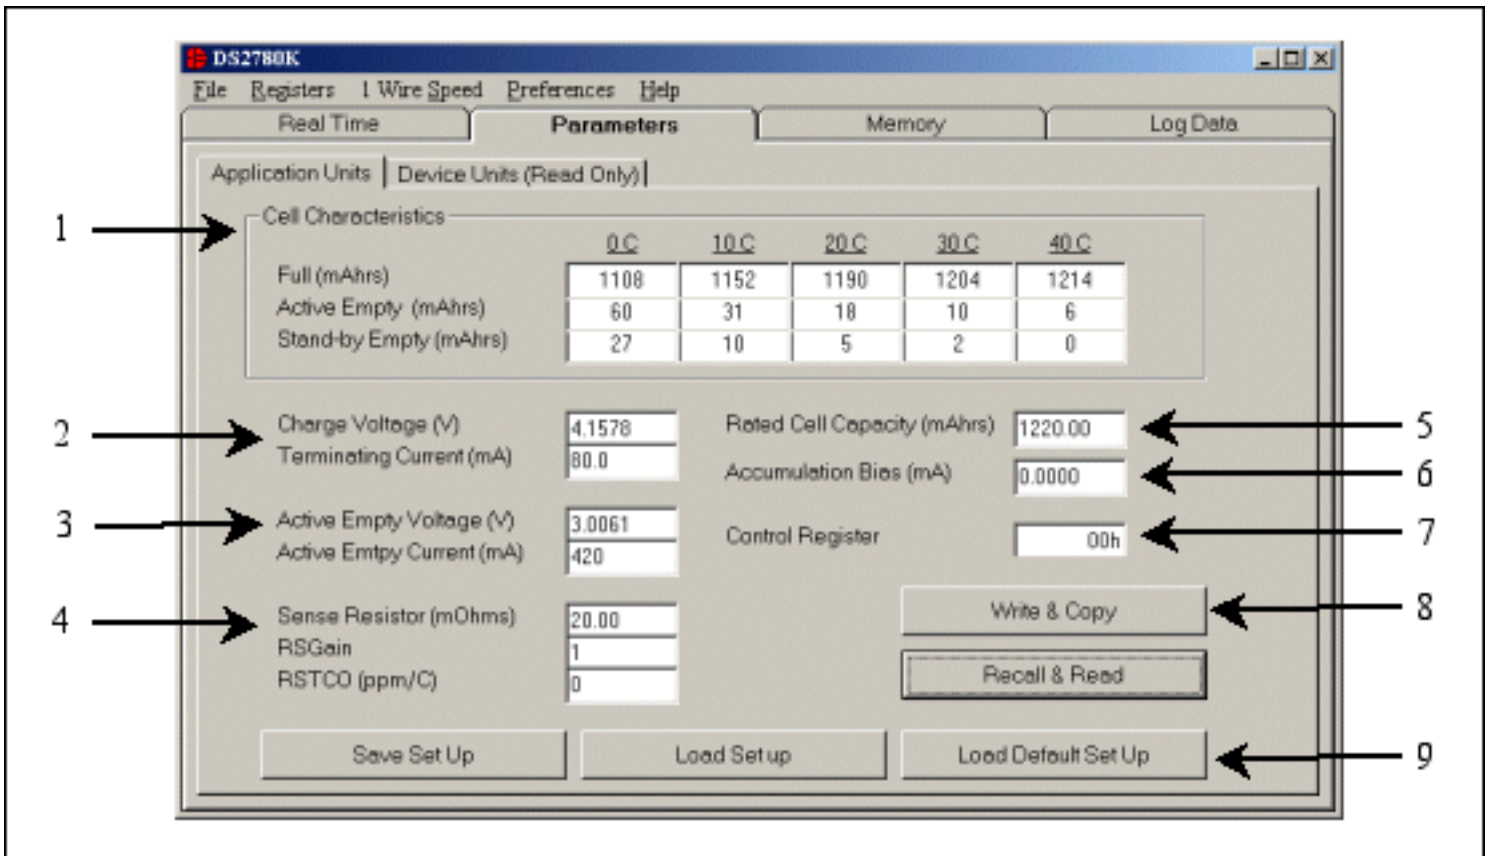 DS2780K
File Registers 1 Wire Speed Preferences Help
Real Time Parameters Memory Log Data
Application Units Device Units (Read Only)
1 Cell Characteristics
0 C 10 C 20 C 30 C 40 C
Full (mAhrs) 1108 1152 1190 1204 1214
Active Empty (mAhrs) 60 31 18 10 6
Stand-by Empty (mAhrs) 27 10 5 2 0
2 Charge Voltage (V) 4.1578 Rated Cell Capacity (mAhrs) 1220.00 5
Terminating Current (mA) 80.0 Accumulation Bias (mA) 0.0000 6
3 Active Empty Voltage (V) 3.0061 Control Register 00h 7
Active Emtpy Current (mA) 420
4 Sense Resistor (mOhms) 20.00 Write & Copy 8
RSGain 1
RSTCO (ppm/C) 0 Recall & Read
Save Set Up Load Set up Load Default Set Up 9